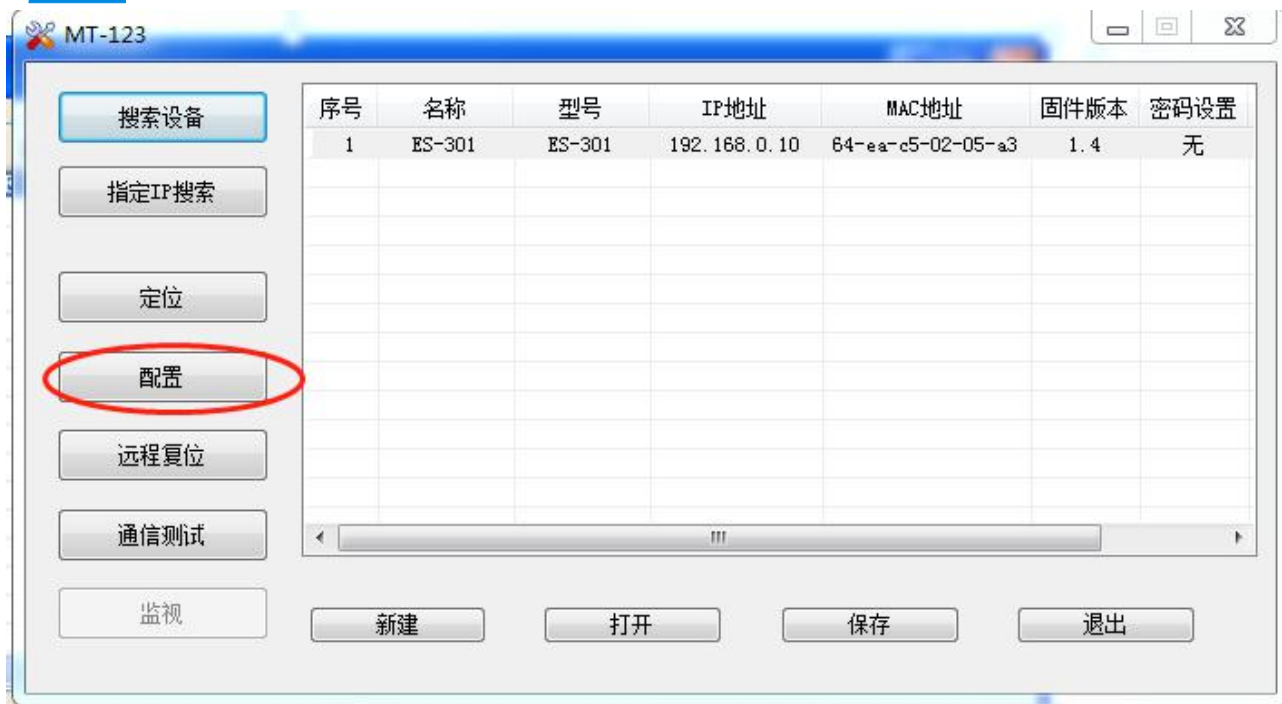 MT-123
搜索设备
序号 名称 型号 IP地址 MAC地址 固件版本 密码设置
1 ES-301 ES-301 192.168.0.10 64-ea-c5-02-05-a3 1.4 无
指定IP搜索
定位
配置
远程复位
通信测试
监视
新建 打开 保存 退出